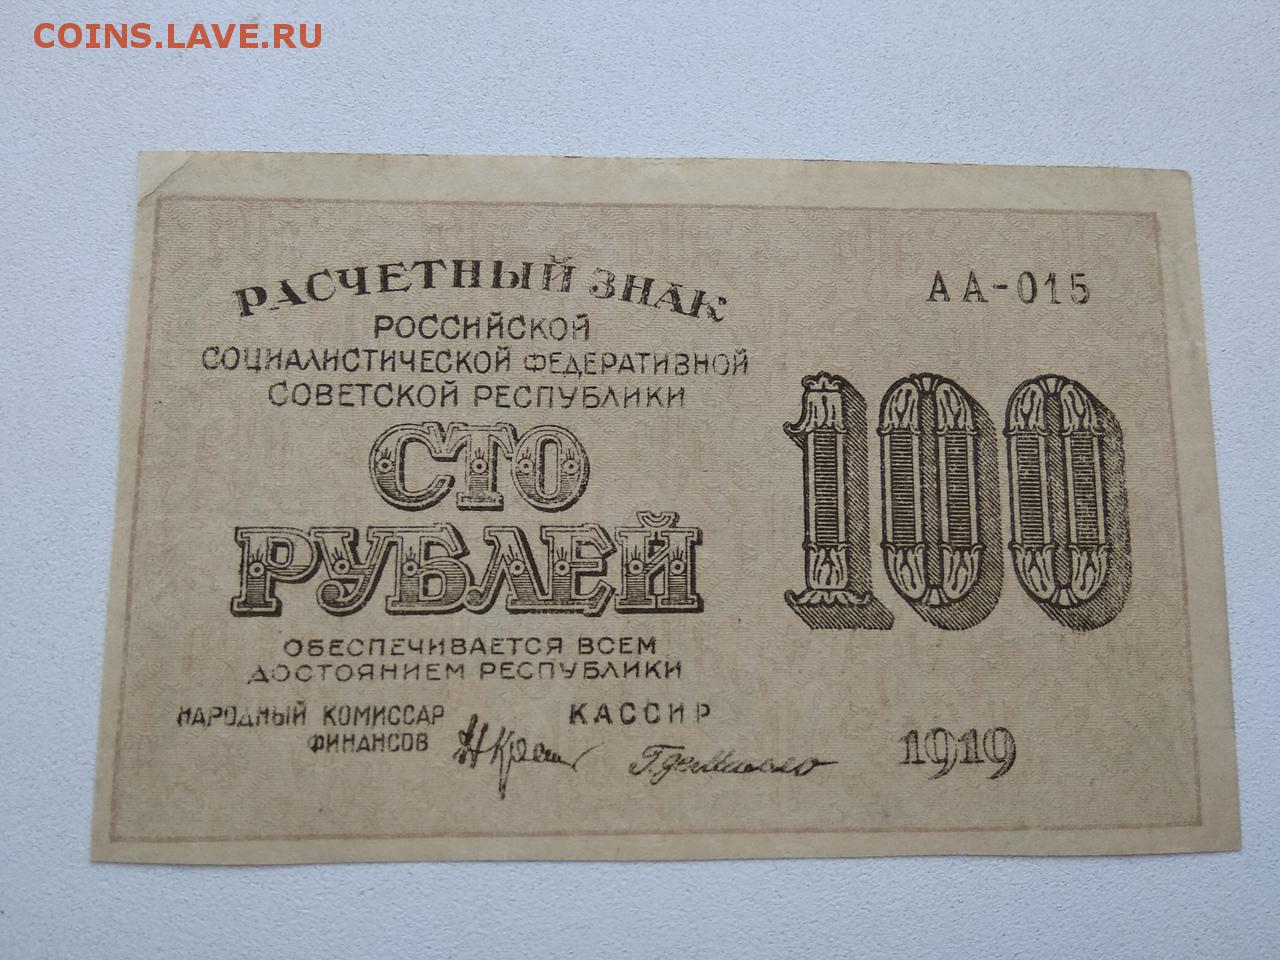 COINS.LAVE.RU
РАСЧЕТНЫЙ ЗНАК
АА-015
РОССИЙСКОЙ
СОЦИАЛИСТИЧЕСКОЙ ФЕДЕРАТИВНОЙ
СОВЕТСКОЙ РЕСПУБЛИКИ
СТО
РУБЛЕЙ
100
ОБЕСПЕЧИВАЕТСЯ ВСЕМ
ДОСТОЯНИЕМ РЕСПУБЛИКИ
НАРОДНЫЙ КОМИССАР
ФИНАНСОВ
КАССИР
1919